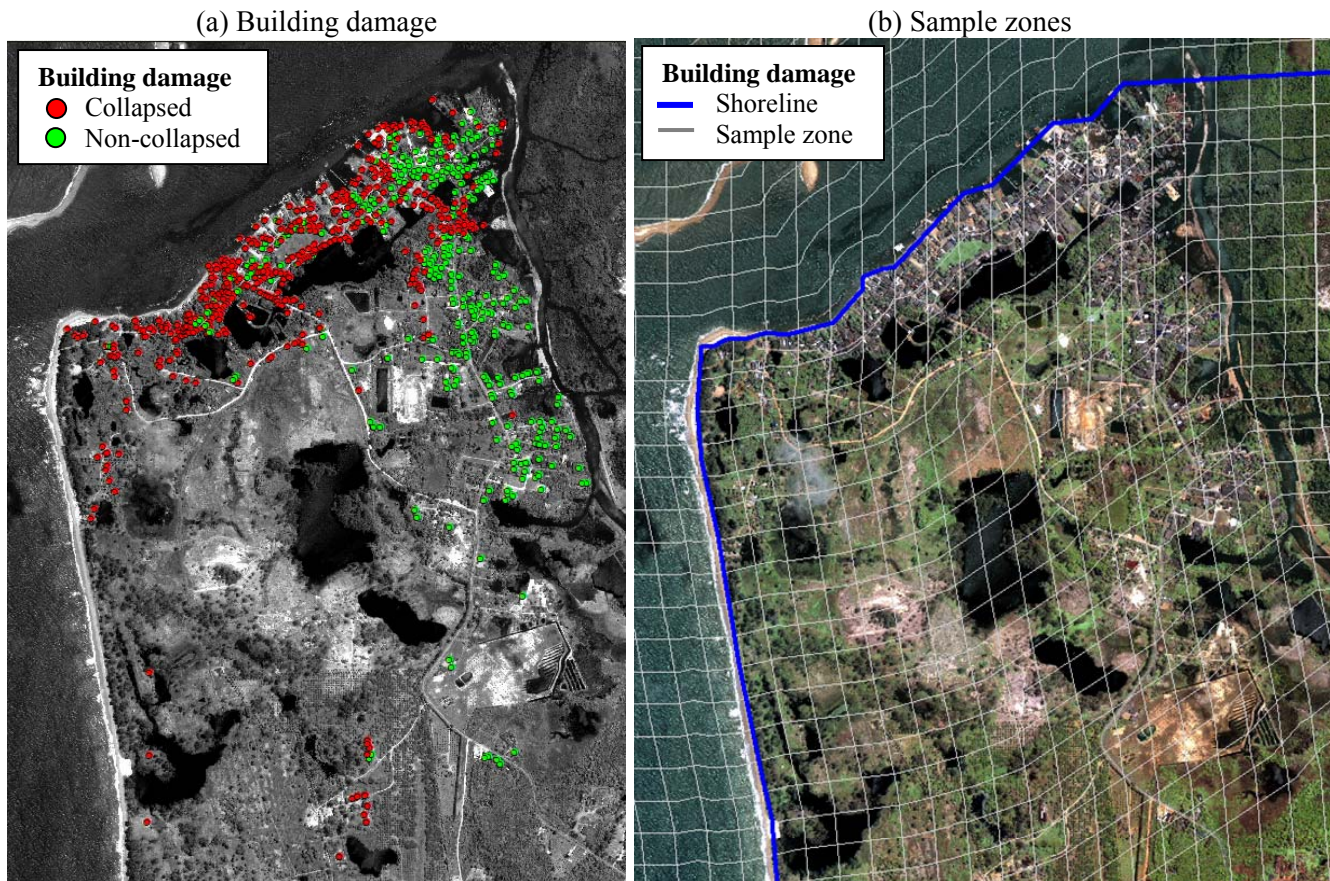 (a) Building damage
(b) Sample zones
Building damage
Collapsed
Non-collapsed
Building damage
Shoreline
Sample zone